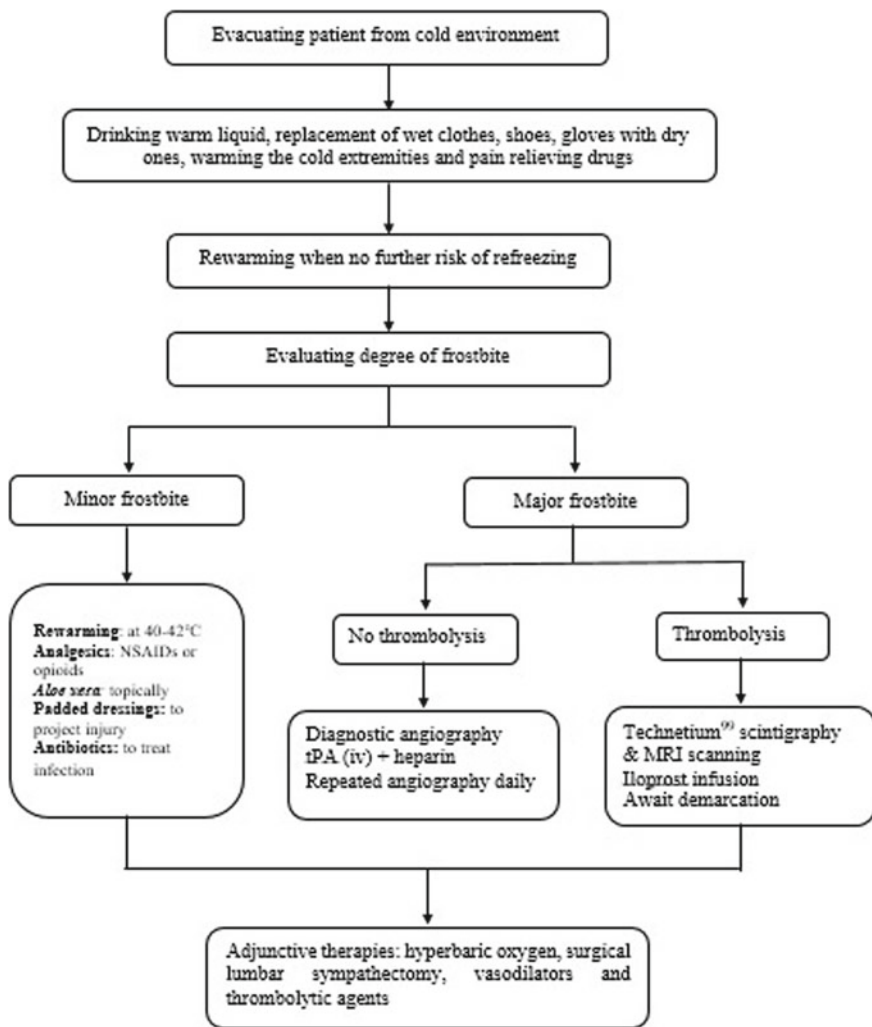 Evacuating patient from cold environment
Drinking warm liquid, replacement of wet clothes, shoes, gloves with dry
ones, warming the cold extremities and pain relieving drugs
Rewarming when no further risk of refreezing
Evaluating degree of frostbite
Minor frostbite
Major frostbite
Rewarming: at 40-42°C
Analgesics: NSAIDs or
opioids
Aloe vera: topically
Padded dressings: to
project injury
Antibiotics: to treat
infection
No thrombolysis
Thrombolysis
Diagnostic angiography
tPA (iv) + heparin
Repeated angiography daily
Technetium⁹⁹ scintigraphy
& MRI scanning
Iloprost infusion
Await demarcation
Adjunctive therapies: hyperbaric oxygen, surgical
lumbar sympathectomy, vasodilators and
thrombolytic agents